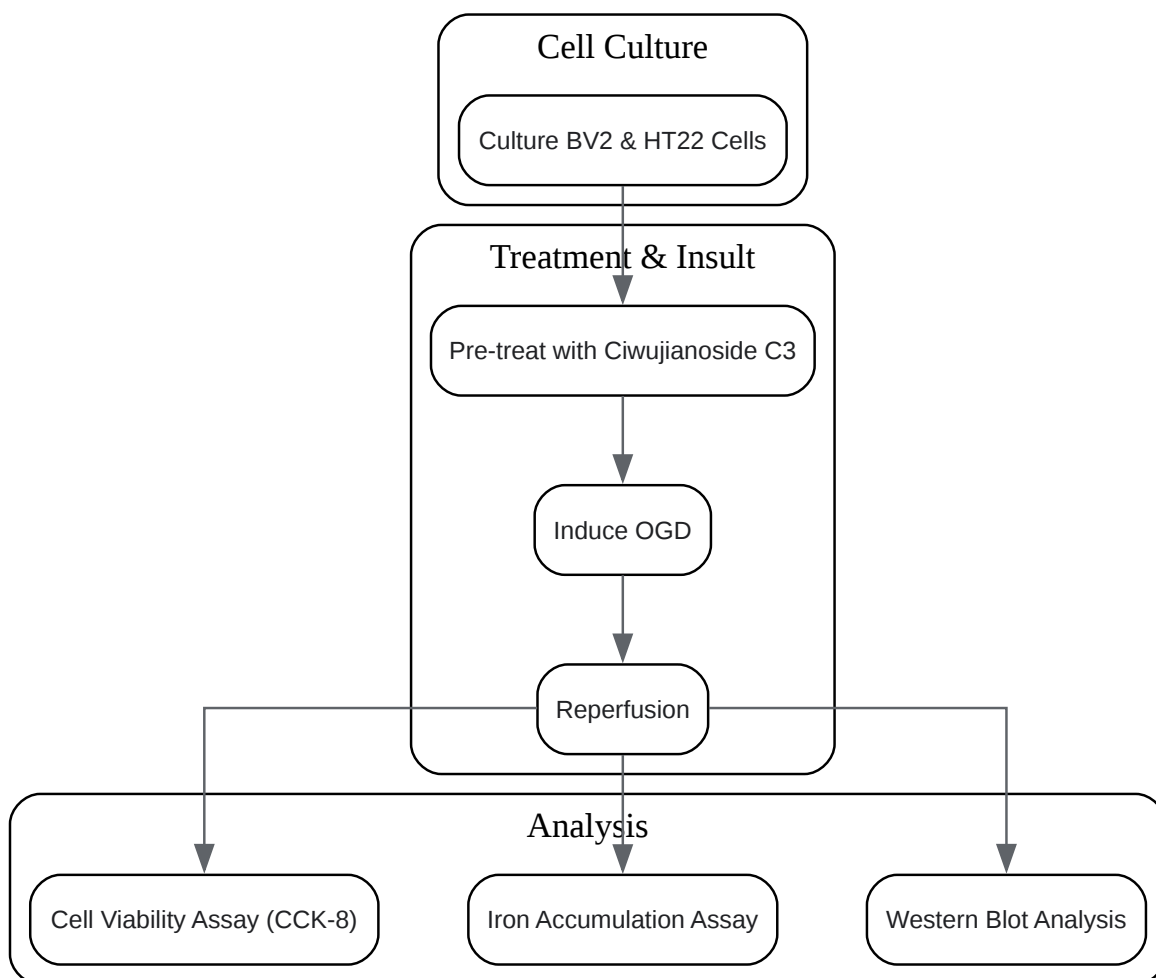 Cell Culture
Culture BV2 & HT22 Cells
Treatment & Insult
Pre-treat with Ciwujianoside C3
Induce OGD
Reperfusion
Analysis
Cell Viability Assay (CCK-8)
Iron Accumulation Assay
Western Blot Analysis